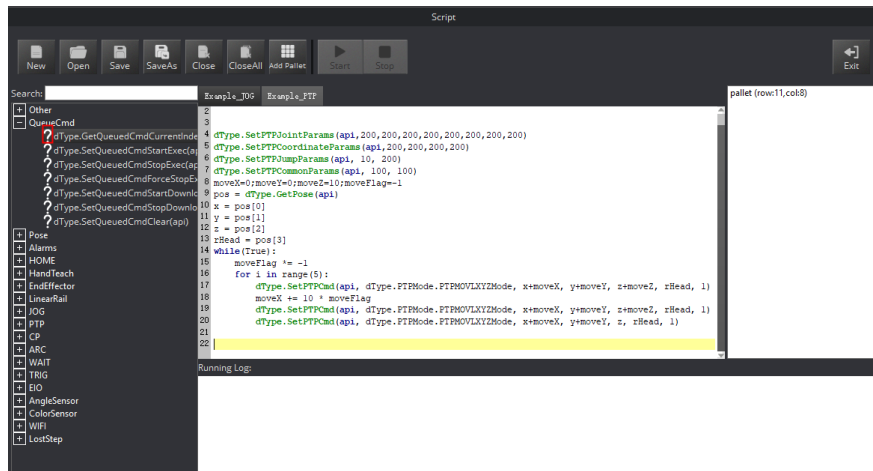 Script
New Open Save SaveAs Close CloseAll Add Pallet Start Stop Exit
Search:
Example_JOG Example_PTP
pallet (row:11,col:8)
Other
QueueCmd
dType.GetQueuedCmdCurrentInde
dType.SetQueuedCmdStartExec(ap
dType.SetQueuedCmdStopExec(ap
dType.SetQueuedCmdForceStopEx
dType.SetQueuedCmdStartDownlo
dType.SetQueuedCmdStopDownlo
dType.SetQueuedCmdClear(api)
Pose
Alarms
HOME
HandTeach
EndEffector
LinearRail
JOG
PTP
CP
ARC
WAIT
TRIG
EIO
AngleSensor
ColorSensor
WIFI
LostStep
2
3
4 dType.SetPTPJointParams(api,200,200,200,200,200,200,200,200)
5 dType.SetPTPCoordinateParams(api,200,200,200,200)
6 dType.SetPTPJumpParams(api, 10, 200)
7 dType.SetPTPCommonParams(api, 100, 100)
8 moveX=0;moveY=0;moveZ=10;moveFlag=-1
9 pos = dType.GetPose(api)
10 x = pos[0]
11 y = pos[1]
12 z = pos[2]
13 rHead = pos[3]
14 while(True):
15 moveFlag *= -1
16 for i in range(5):
17 dType.SetPTPCmd(api, dType.PTPMode.PTPMOVLXYZMode, x+moveX, y+moveY, z+moveZ, rHead, 1)
18 moveX += 10 * moveFlag
19 dType.SetPTPCmd(api, dType.PTPMode.PTPMOVLXYZMode, x+moveX, y+moveY, z+moveZ, rHead, 1)
20 dType.SetPTPCmd(api, dType.PTPMode.PTPMOVLXYZMode, x+moveX, y+moveY, z, rHead, 1)
21
22
Running Log: